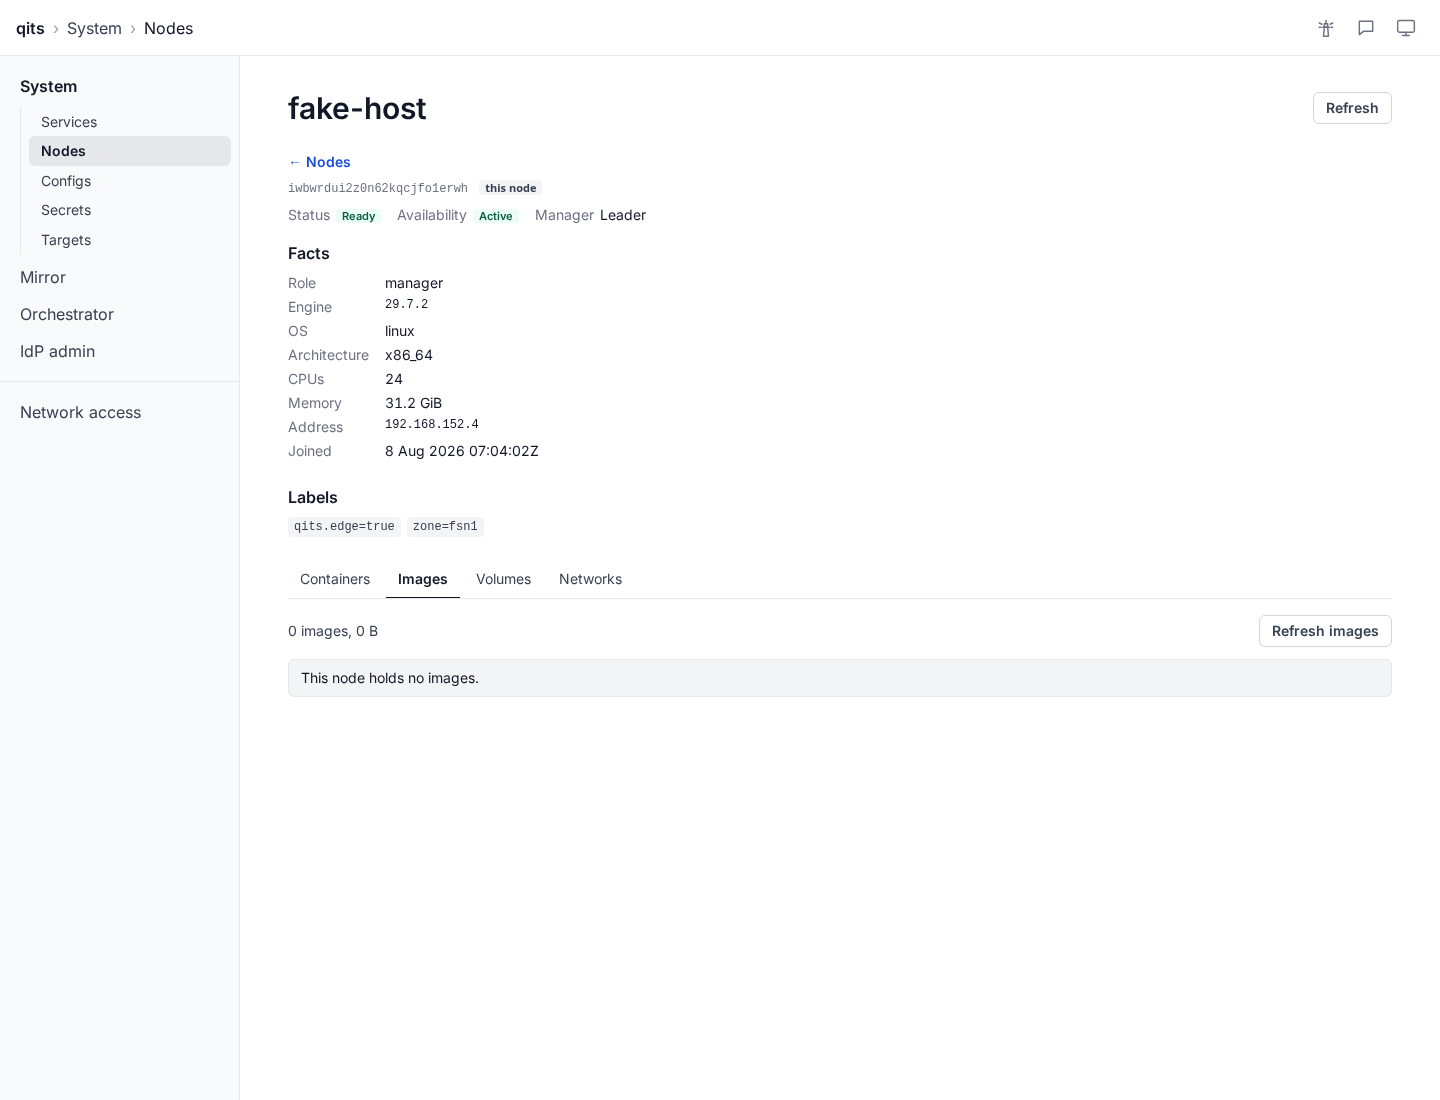 qits › System › Nodes
System
Services
Nodes
Configs
Secrets
Targets
Mirror
Orchestrator
IdP admin
Network access
fake-host
Refresh
← Nodes
iwbwrdui2z0n62kqcjfo1erwh this node
Status Ready Availability Active Manager Leader
Facts
Role manager
Engine 29.7.2
OS linux
Architecture x86_64
CPUs 24
Memory 31.2 GiB
Address 192.168.152.4
Joined 8 Aug 2026 07:04:02Z
Labels
qits.edge=true zone=fsn1
Containers Images Volumes Networks
0 images, 0 B
Refresh images
This node holds no images.